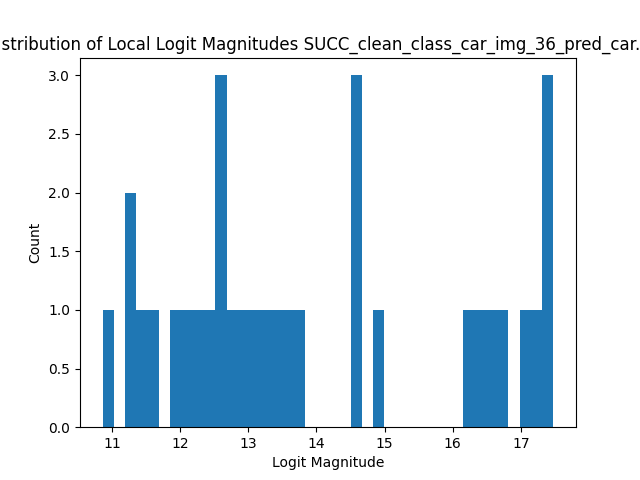 stribution of Local Logit Magnitudes SUCC_clean_class_car_img_36_pred_car.
3.0
2.5
2.0
1.5
1.0
0.5
0.0
Count
11 12 13 14 15 16 17
Logit Magnitude